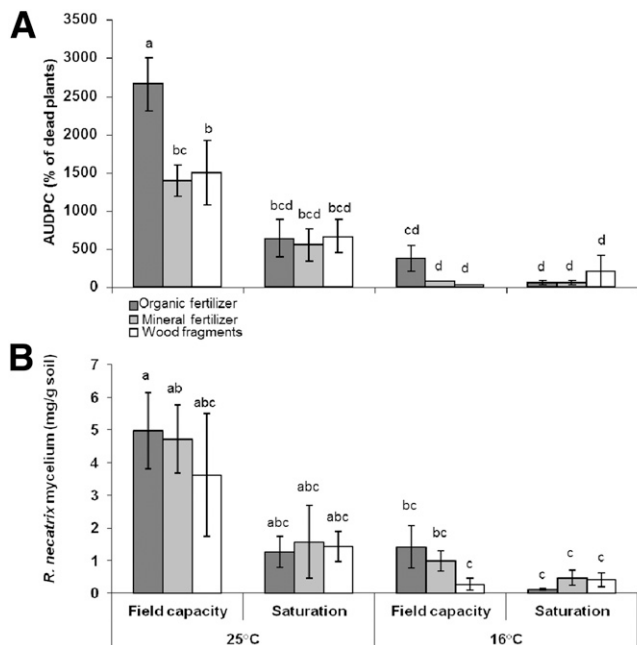 A
AUDPC (% of dead plants)
3500
3000
2500
2000
1500
1000
500
0
a
bc
b
bcd bcd bcd
cd
d d
d d d
Organic fertilizer
Mineral fertilizer
Wood fragments
B
R. necatrix mycelium (mg/g soil)
7
6
5
4
3
2
1
0
a ab abc
abc abc abc
bc bc c
c c c
Field capacity Saturation Field capacity Saturation
25°C 16°C